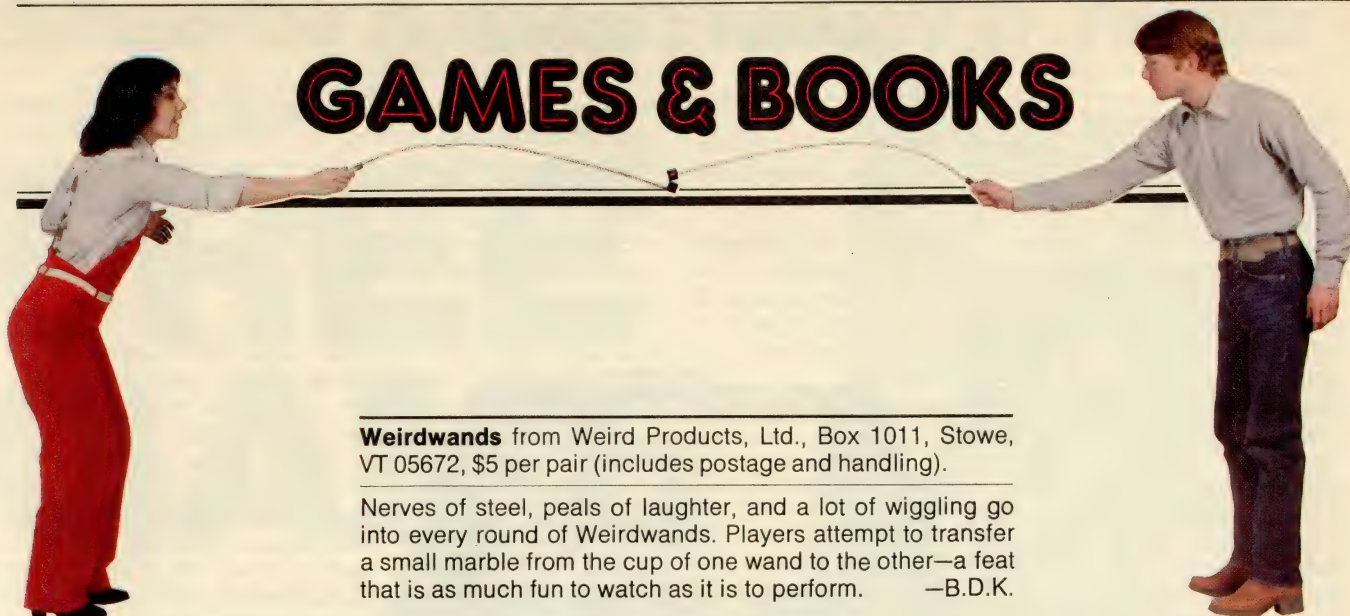 GAMES & BOOKS
Weirdwands from Weird Products, Ltd., Box 1011, Stowe,
VT 05672, $5 per pair (includes postage and handling).
Nerves of steel, peals of laughter, and a lot of wiggling go
into every round of Weirdwands. Players attempt to transfer
a small marble from the cup of one wand to the other—a feat
that is as much fun to watch as it is to perform. —B.D.K.